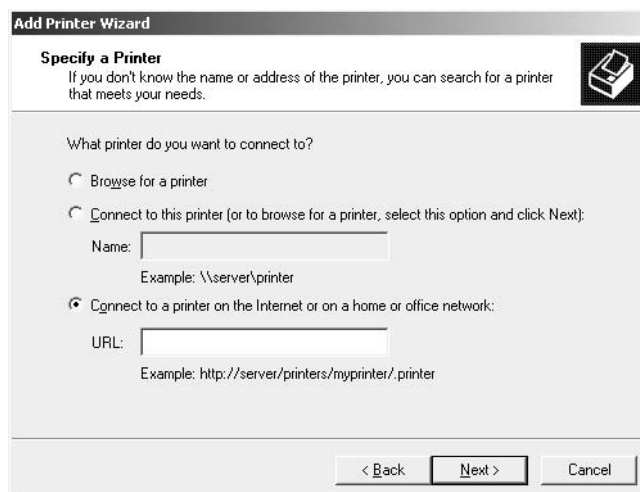 Add Printer Wizard
Specify a Printer
If you don't know the name or address of the printer, you can search for a printer
that meets your needs.
What printer do you want to connect to?
Browse for a printer
Connect to this printer (or to browse for a printer, select this option and click Next):
Name:
Example: \\server\printer
Connect to a printer on the Internet or on a home or office network:
URL:
Example: http://server/printers/myprinter/.printer
< Back Next > Cancel